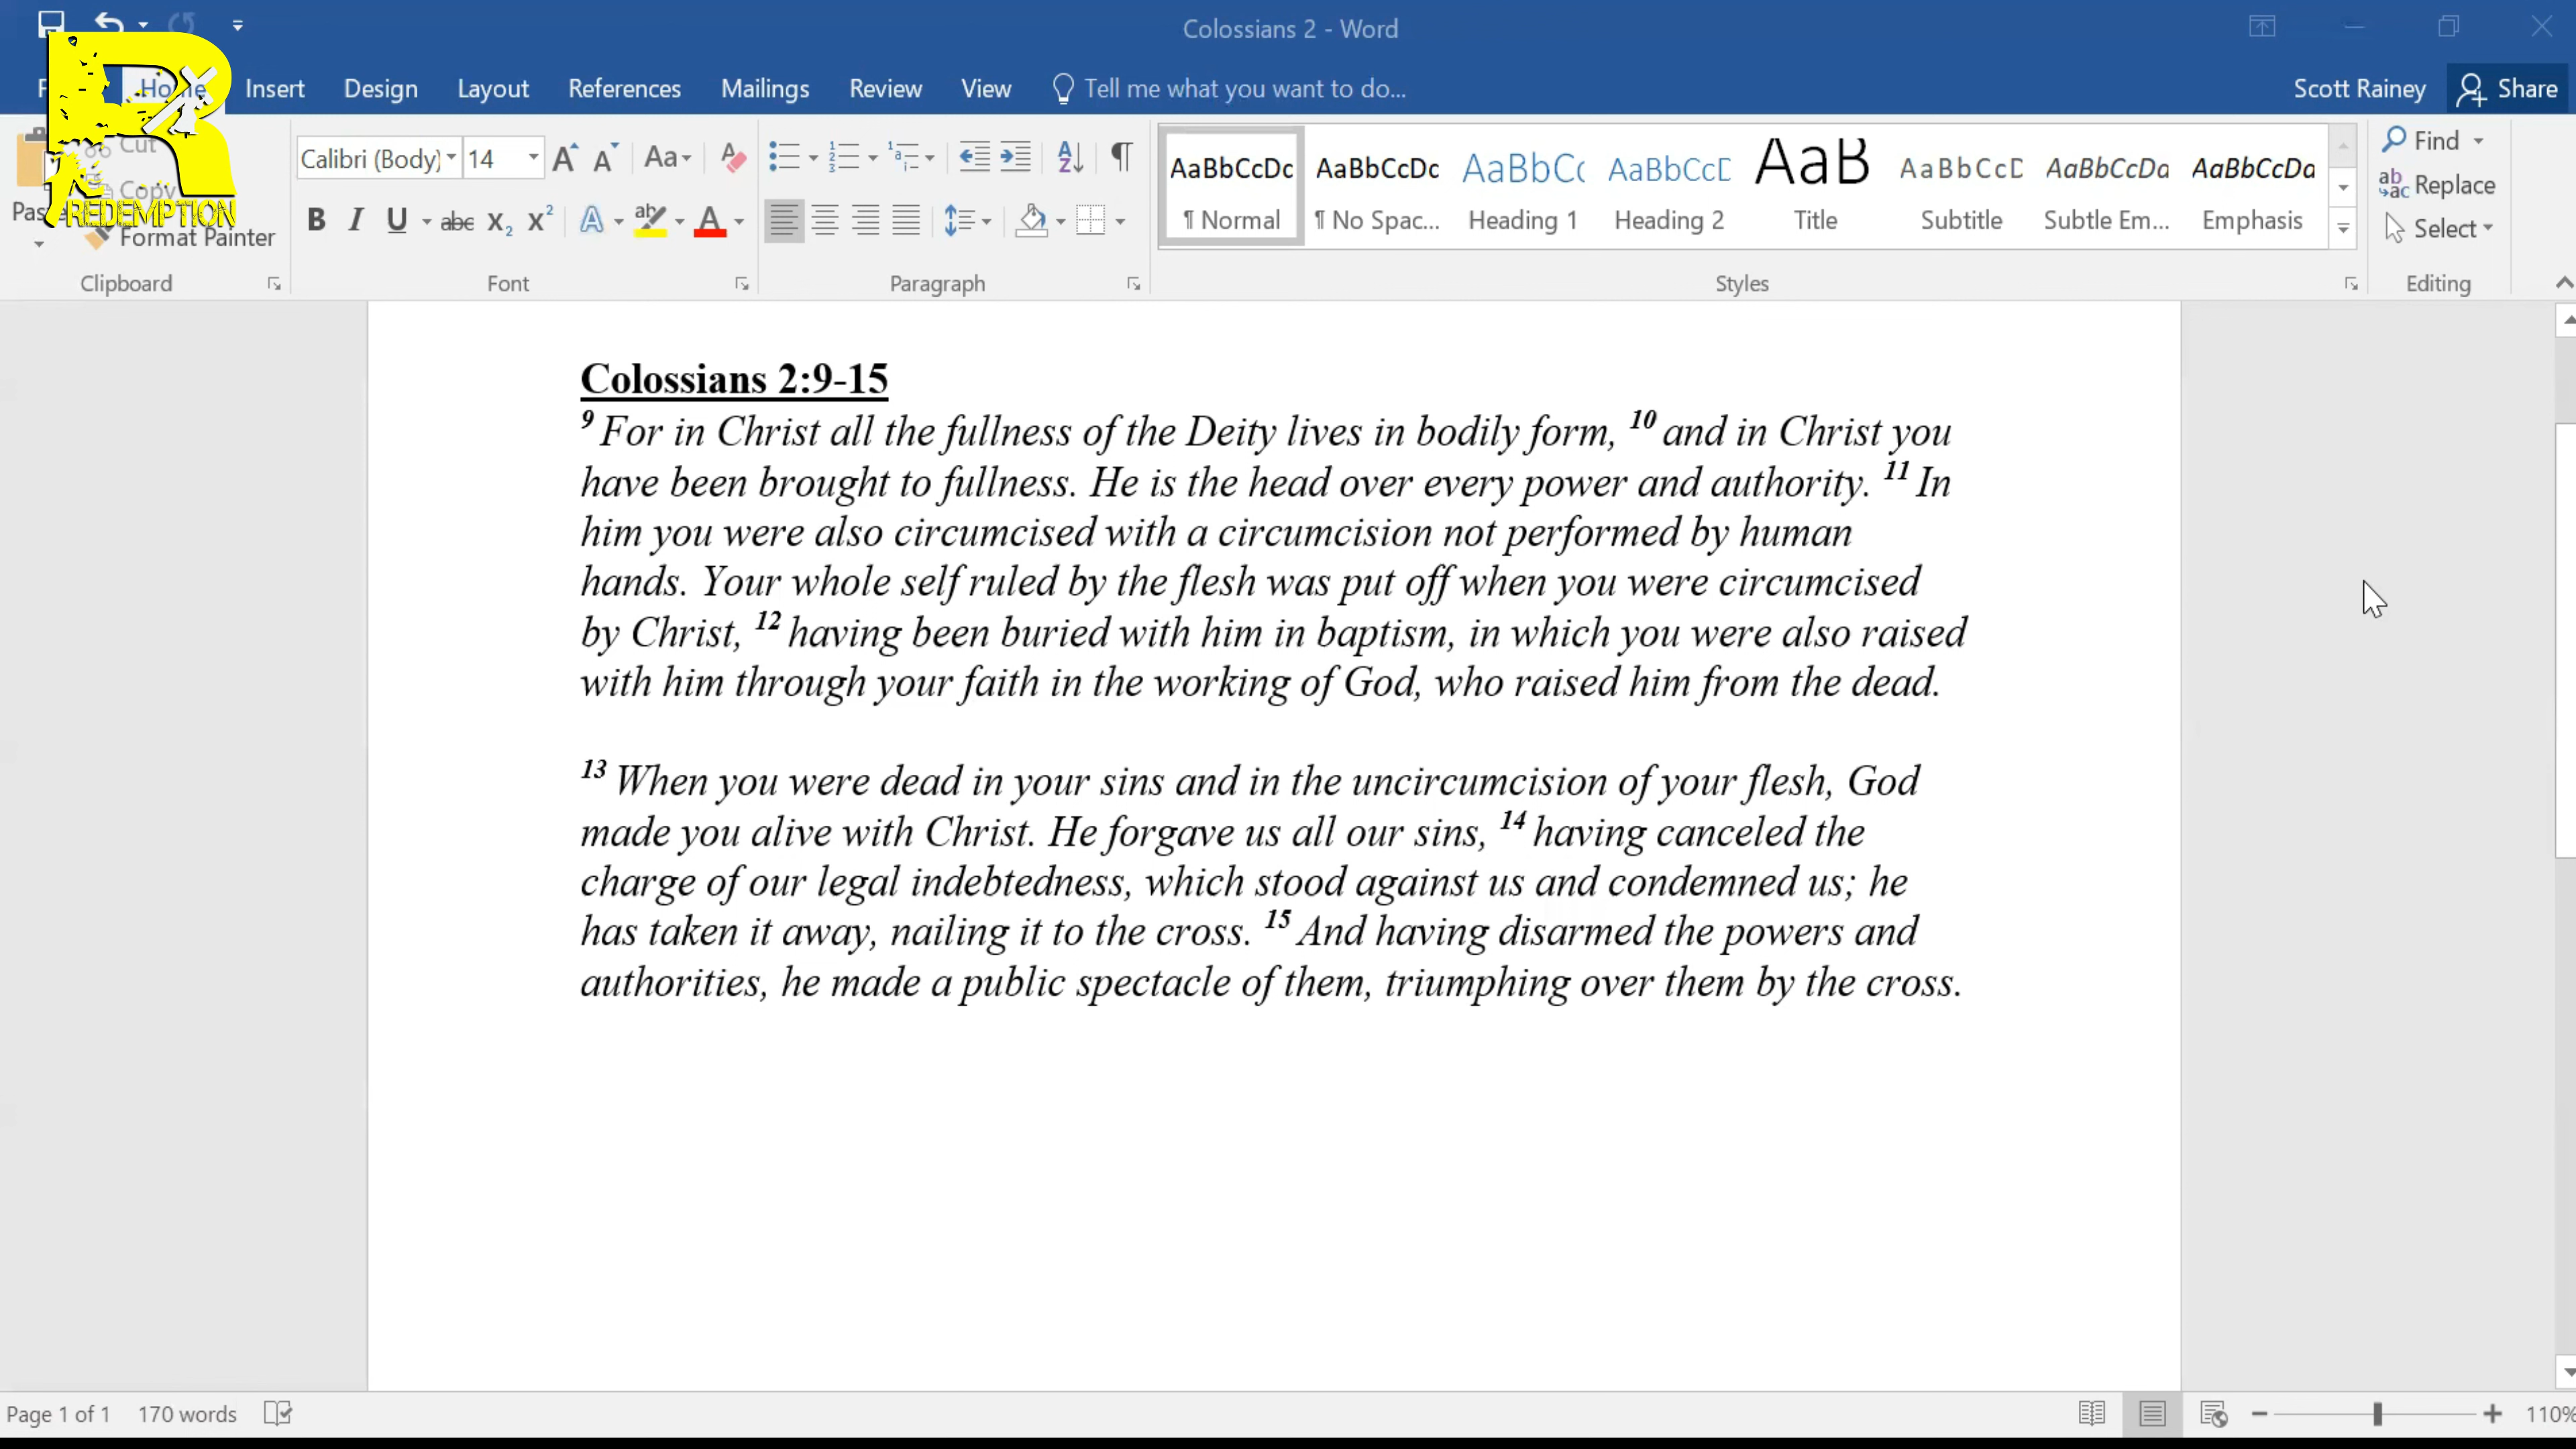 Colossians 2 - Word
Home Insert Design Layout References Mailings Review View Tell me what you want to do... Scott Rainey Share
REDEMPTION
Cut
Copy
Format Painter
Clipboard
Calibri (Body) 14
Font
Paragraph
AaBbCcDc AaBbCcDc AaBbCc AaBbCcD AaB AaBbCcD AaBbCcDa AaBbCcDa
¶ Normal ¶ No Spac... Heading 1 Heading 2 Title Subtitle Subtle Em... Emphasis
Styles
Find
Replace
Select
Editing
Colossians 2:9-15
9 For in Christ all the fullness of the Deity lives in bodily form, 10 and in Christ you
have been brought to fullness. He is the head over every power and authority. 11 In
him you were also circumcised with a circumcision not performed by human
hands. Your whole self ruled by the flesh was put off when you were circumcised
by Christ, 12 having been buried with him in baptism, in which you were also raised
with him through your faith in the working of God, who raised him from the dead.
13 When you were dead in your sins and in the uncircumcision of your flesh, God
made you alive with Christ. He forgave us all our sins, 14 having canceled the
charge of our legal indebtedness, which stood against us and condemned us; he
has taken it away, nailing it to the cross. 15 And having disarmed the powers and
authorities, he made a public spectacle of them, triumphing over them by the cross.
Page 1 of 1 170 words 110%